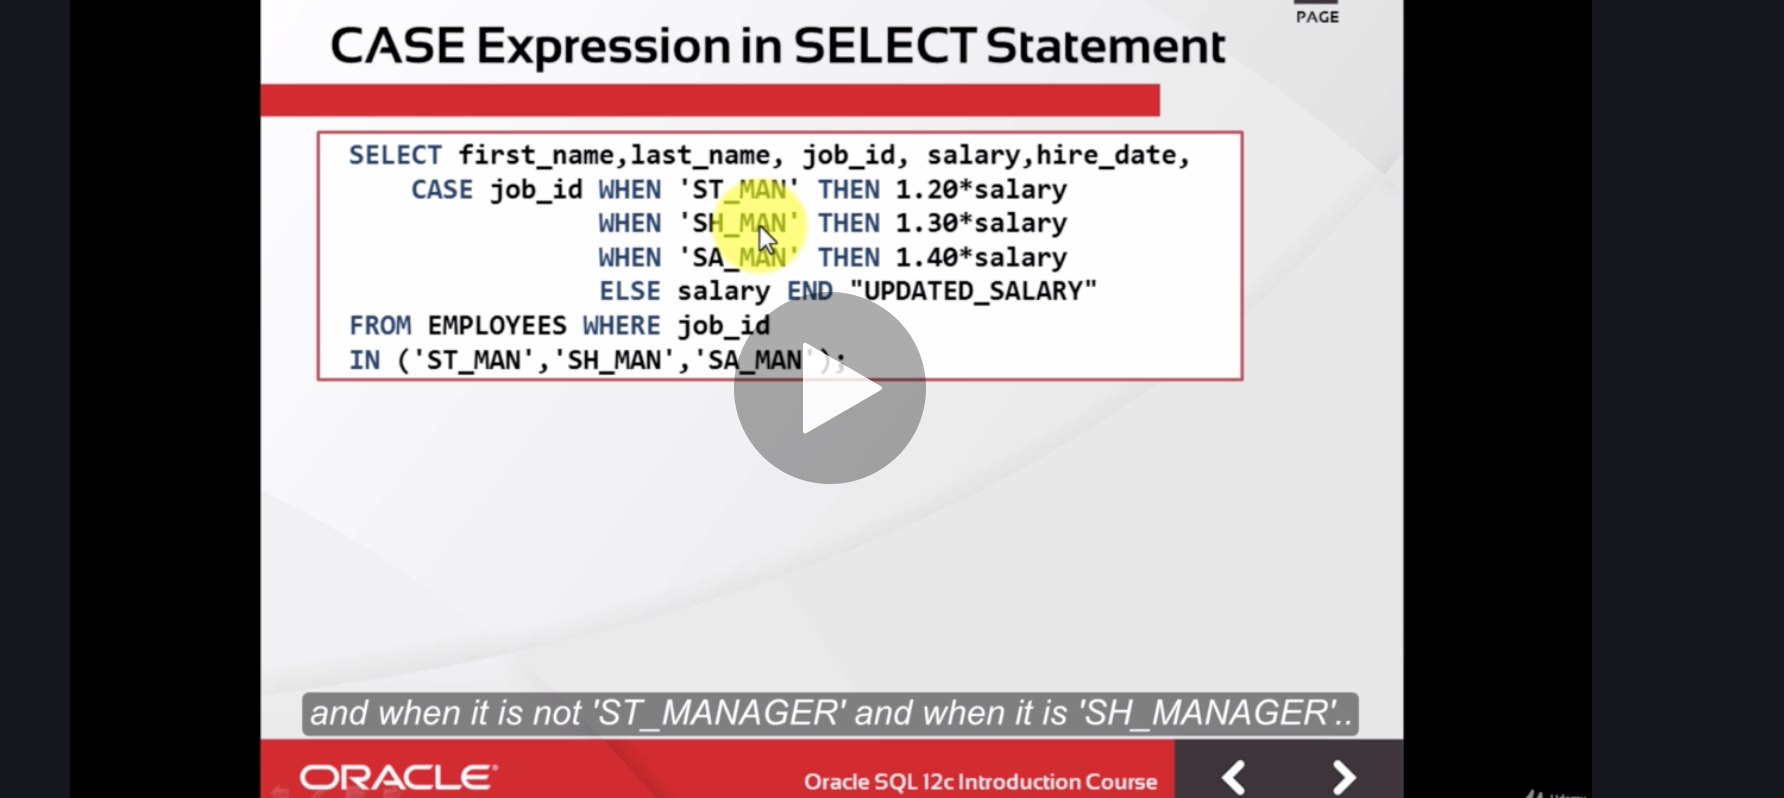 PAGE
CASE Expression in SELECT Statement
SELECT first_name,last_name, job_id, salary,hire_date,
CASE job_id WHEN 'ST_MAN' THEN 1.20*salary
WHEN 'SH_MAN' THEN 1.30*salary
WHEN 'SA_MAN' THEN 1.40*salary
ELSE salary END "UPDATED_SALARY"
FROM EMPLOYEES WHERE job_id
IN ('ST_MAN','SH_MAN','SA_MAN');
and when it is not 'ST_MANAGER' and when it is 'SH_MANAGER'..
ORACLE®
Oracle SQL 12c Introduction Course